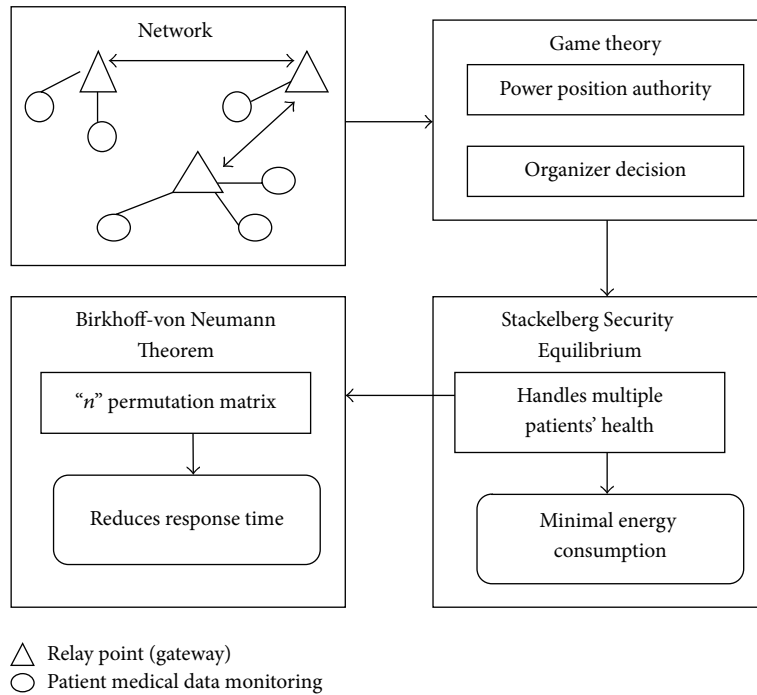 Network
Game theory
Power position authority
Organizer decision
Birkhoff-von Neumann
Theorem
“n” permutation matrix
Reduces response time
Stackelberg Security
Equilibrium
Handles multiple
patients’ health
Minimal energy
consumption
Relay point (gateway)
Patient medical data monitoring